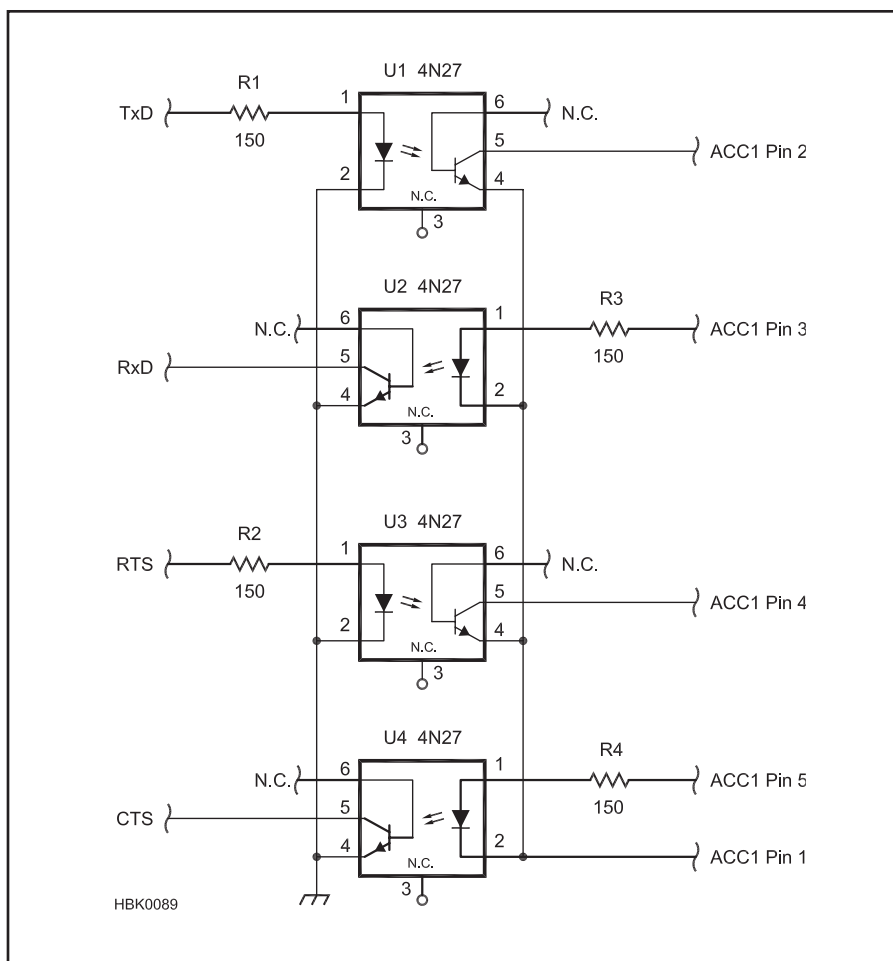 U1 4N27
R1
TxD
150
1
2
6
N.C.
5
ACC1 Pin 2
4
N.C.
3
U2 4N27
R3
N.C.
6
1
ACC1 Pin 3
150
RxD
5
4
2
N.C.
3
U3 4N27
R2
RTS
150
1
2
6
N.C.
5
ACC1 Pin 4
4
N.C.
3
U4 4N27
R4
N.C.
6
1
ACC1 Pin 5
150
CTS
5
4
2
ACC1 Pin 1
N.C.
3
HBK0089